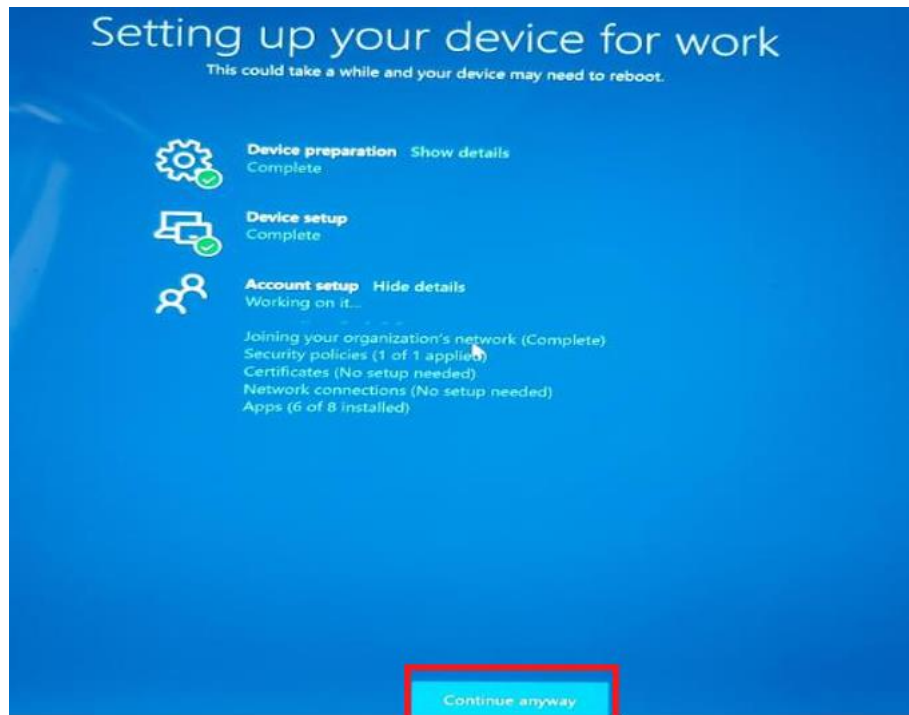 Setting up your device for work
This could take a while and your device may need to reboot.
Device preparation Show details
Complete
Device setup
Complete
Account setup Hide details
Working on it...
Joining your organization's network (Complete)
Security policies (1 of 1 applied)
Certificates (No setup needed)
Network connections (No setup needed)
Apps (6 of 8 installed)
Continue anyway